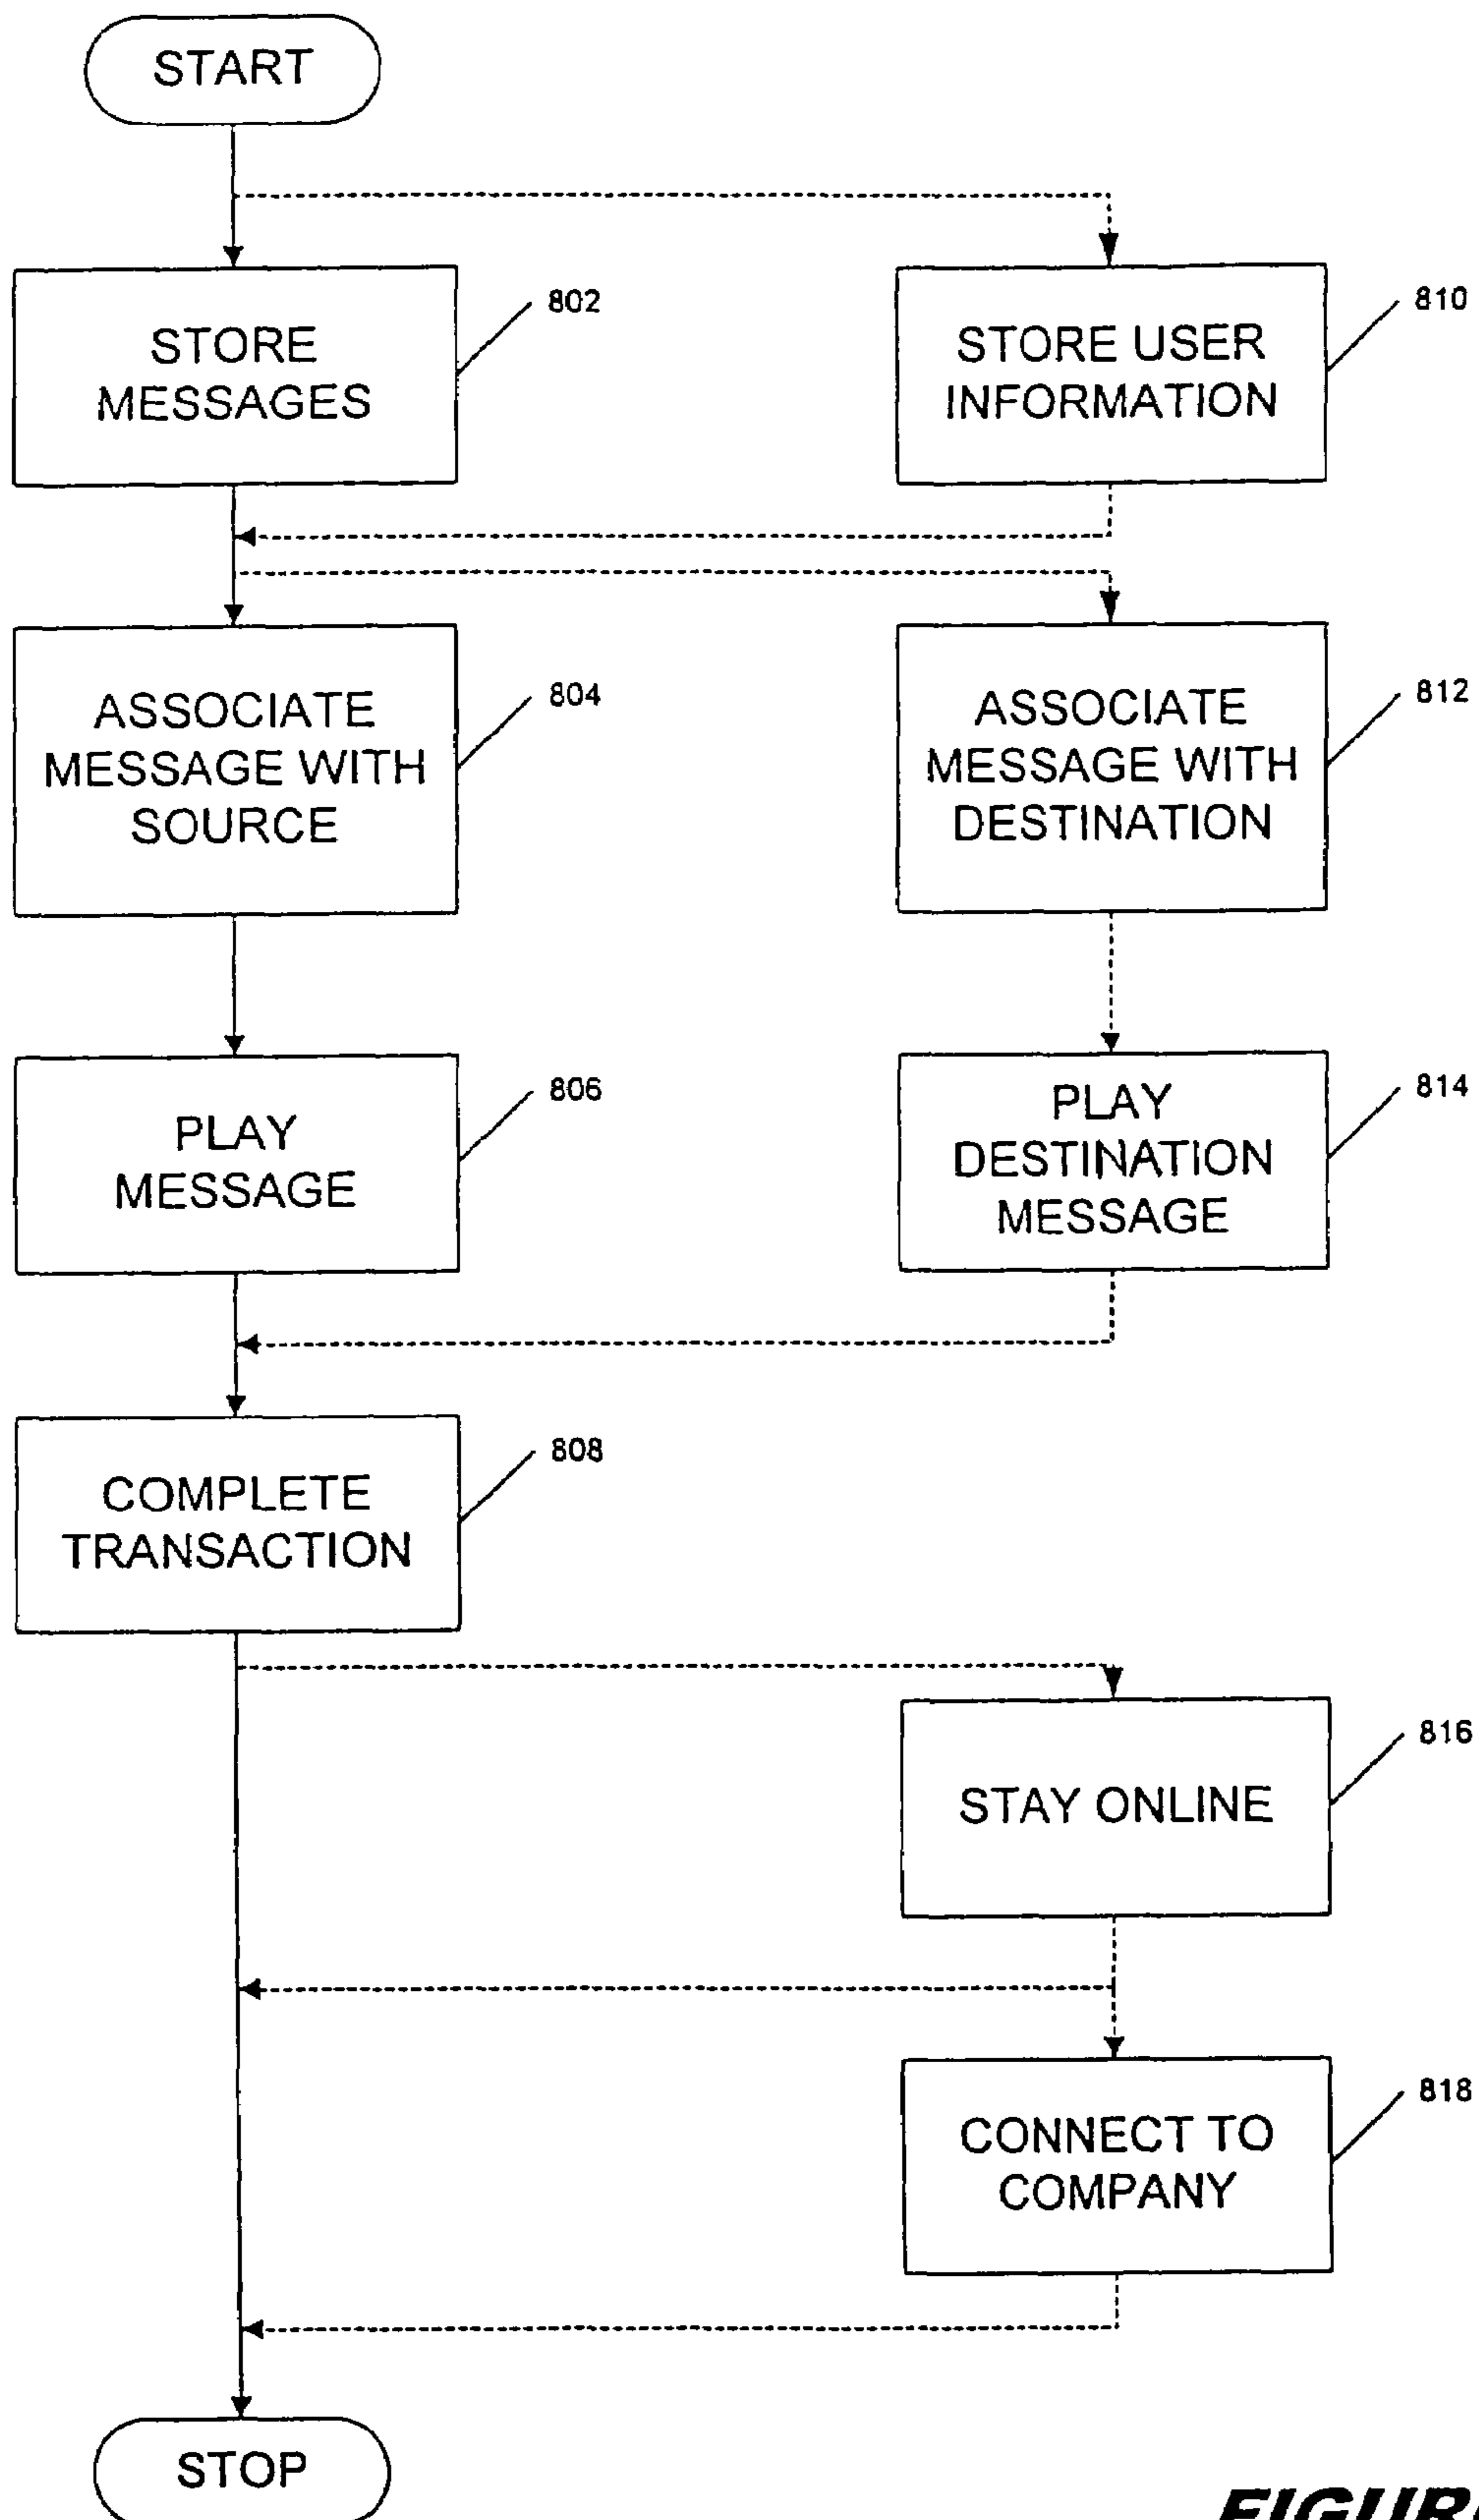 START
STORE
MESSAGES
802
STORE USER
INFORMATION
810
ASSOCIATE
MESSAGE WITH
SOURCE
804
ASSOCIATE
MESSAGE WITH
DESTINATION
812
PLAY
MESSAGE
806
PLAY
DESTINATION
MESSAGE
814
COMPLETE
TRANSACTION
808
STAY ONLINE
816
CONNECT TO
COMPANY
818
STOP